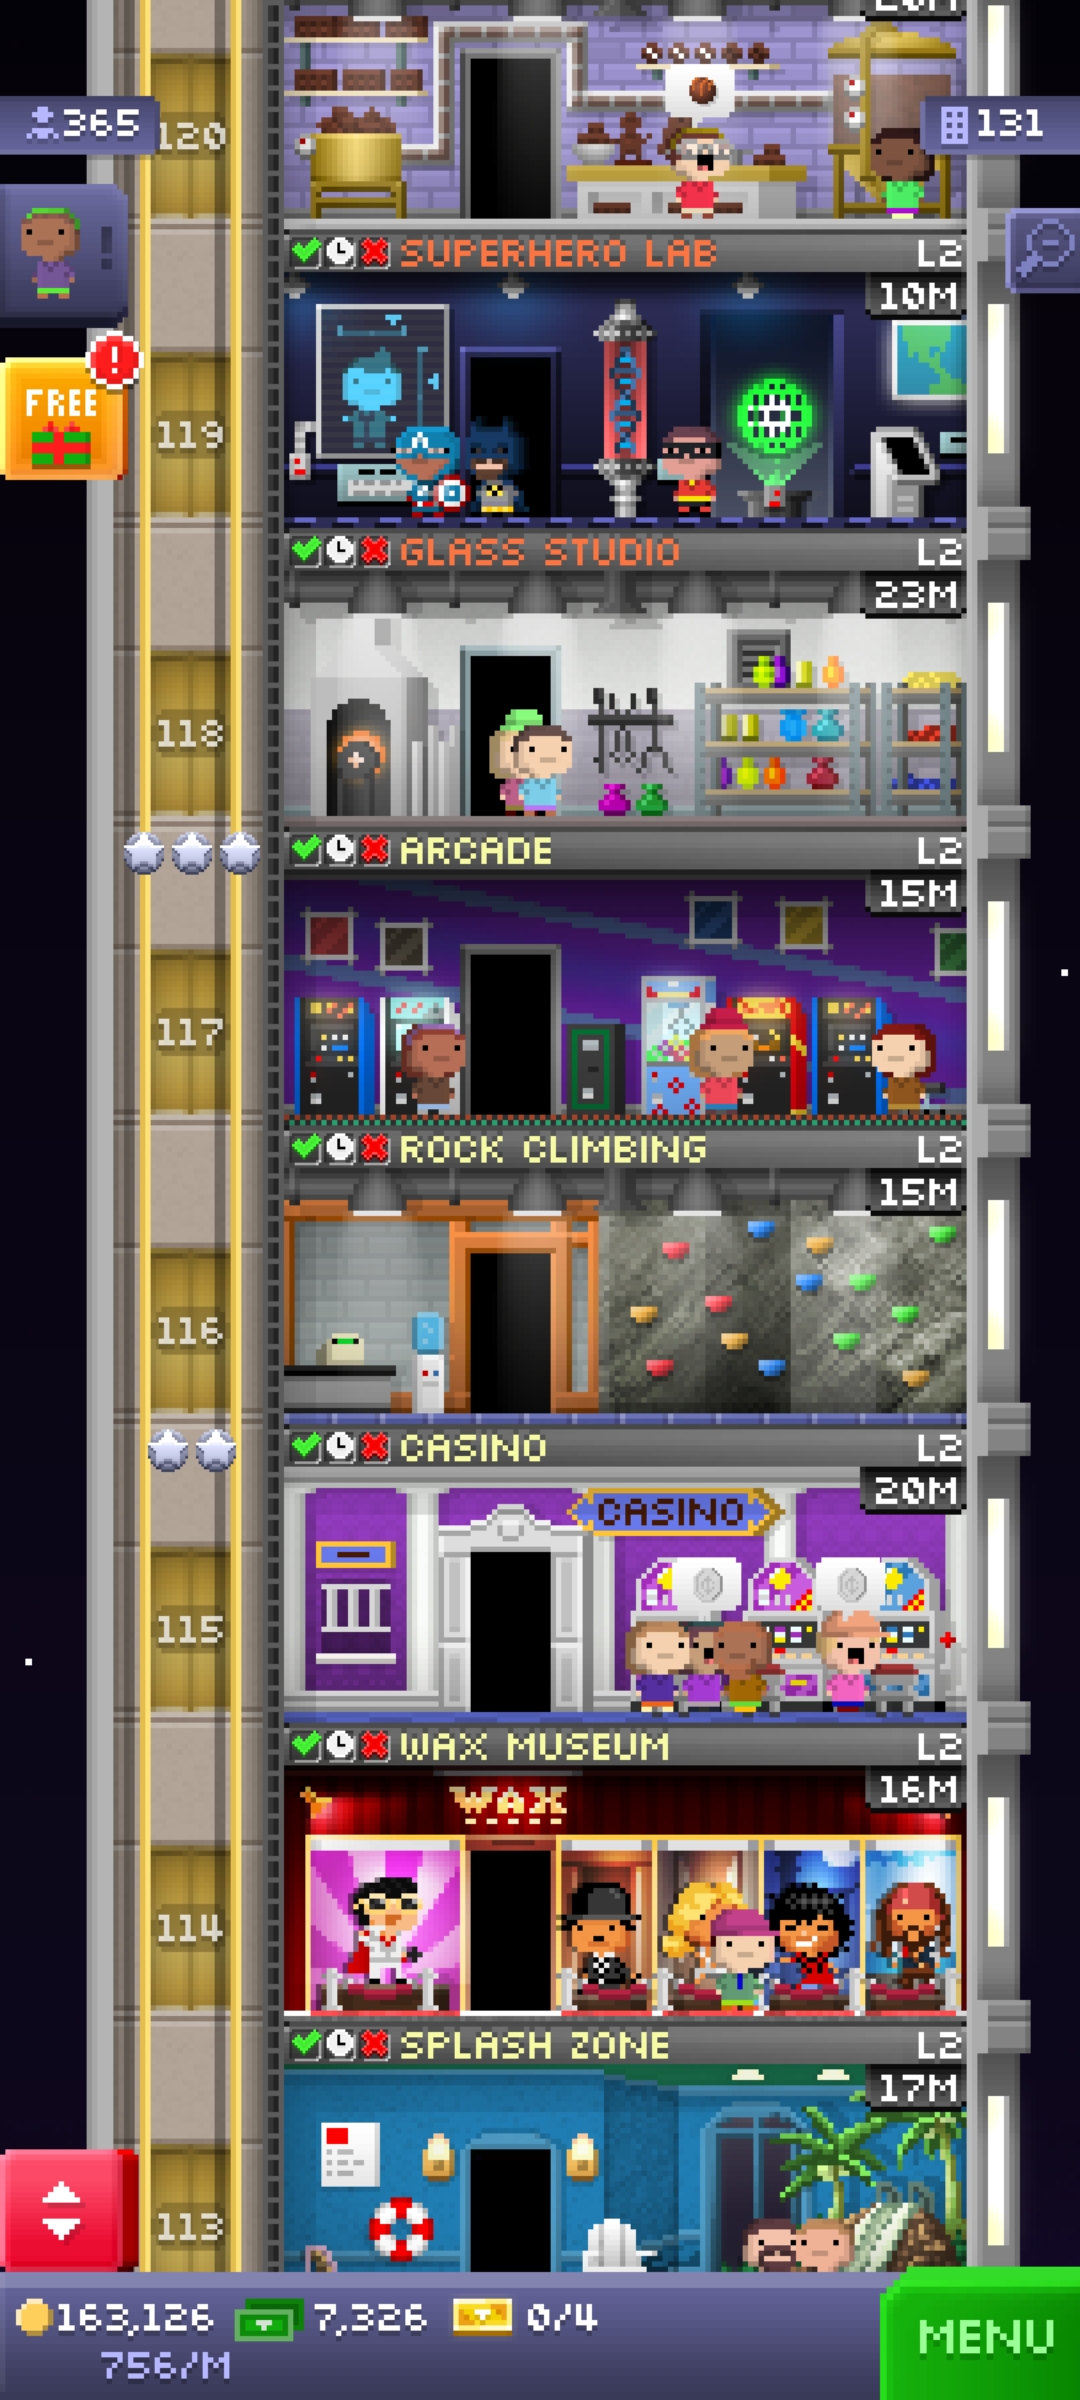 20M
365
120
131
SUPERHERO LAB L2
10M
FREE
119
GLASS STUDIO L2
23M
118
ARCADE L2
15M
117
ROCK CLIMBING L2
15M
116
CASINO L2
20M
CASINO
115
WAX MUSEUM L2
16M
WAX
114
SPLASH ZONE L2
17M
113
163,126 7,326 0/4
756/M
MENU